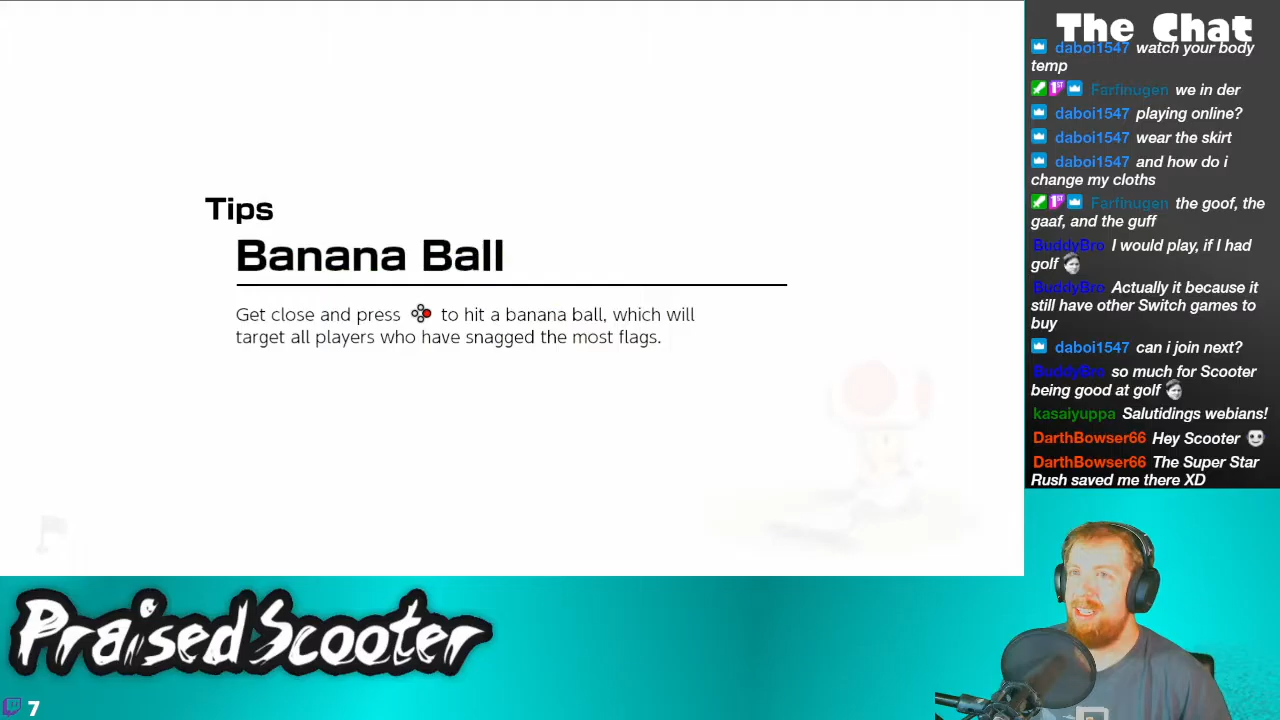 The Chat
daboi1547 watch your body
temp
Farfinugen we in der
daboi1547 playing online?
daboi1547 wear the skirt
daboi1547 and how do i
change my cloths
Farfinugen the goof, the
gaaf, and the guff
BuddyBro I would play, if I had
golf
BuddyBro Actually it because it
still have other Switch games to
buy
daboi1547 can i join next?
BuddyBro so much for Scooter
being good at golf
kasaiyuppa Salutidings webians!
DarthBowser66 Hey Scooter
DarthBowser66 The Super Star
Rush saved me there XD
Tips
Banana Ball
Get close and press to hit a banana ball, which will
target all players who have snagged the most flags.
PraisedScooter
7